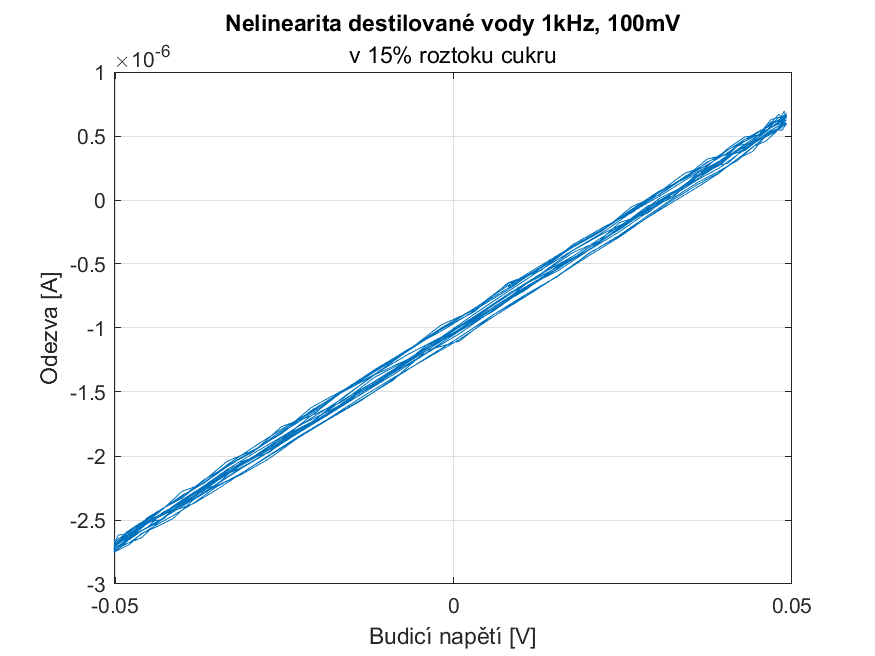 Nelinearita destilované vody 1kHz, 100mV
v 15% roztoku cukru
×10⁻⁶
1
0.5
0
-0.5
-1
-1.5
-2
-2.5
-3
-0.05 0 0.05
Odezva [A]
Budicí napětí [V]